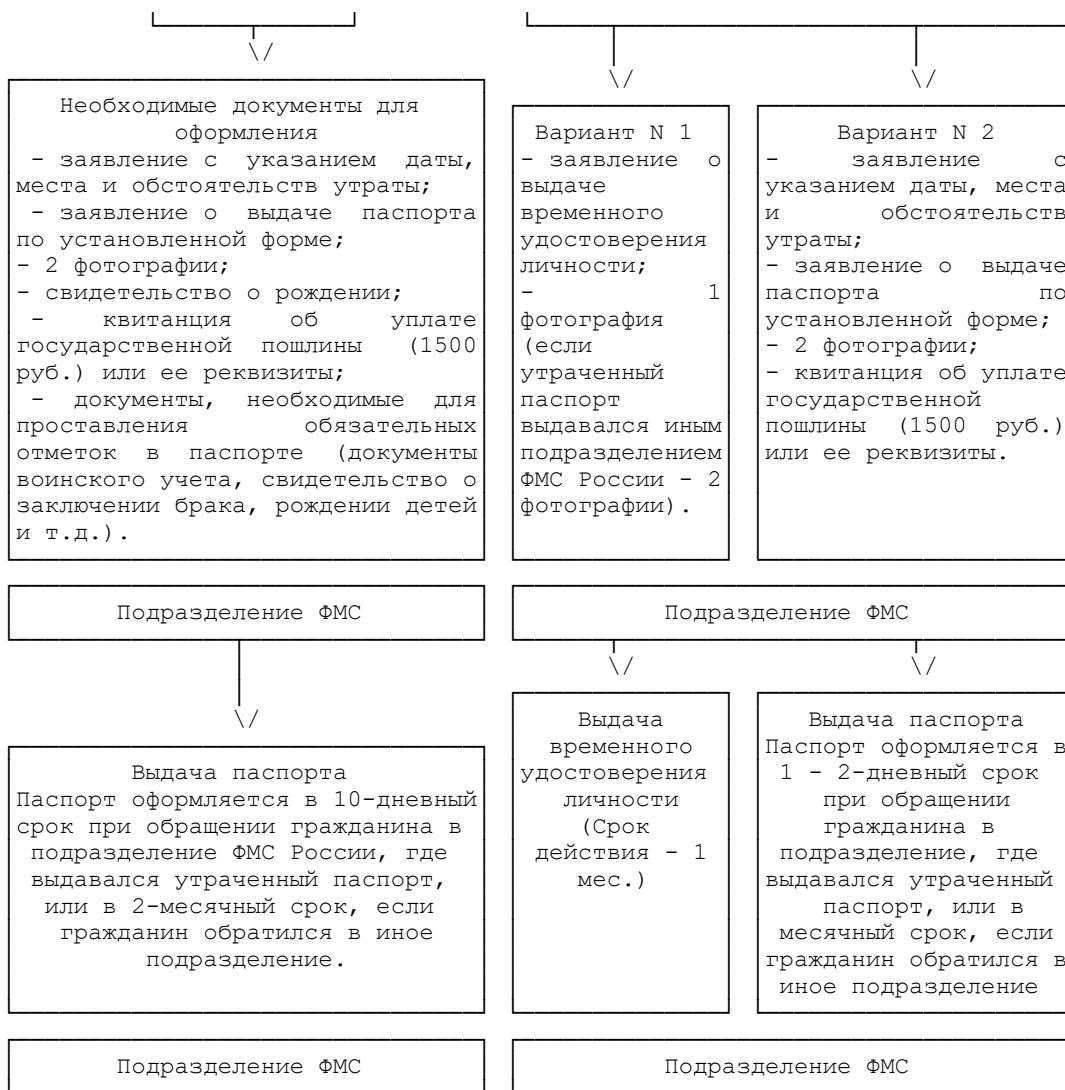 Необходимые документы для
оформления
- заявление с указанием даты,
места и обстоятельств утраты;
- заявление о выдаче паспорта
по установленной форме;
- 2 фотографии;
- свидетельство о рождении;
- квитанция об уплате
государственной пошлины (1500
руб.) или ее реквизиты;
- документы, необходимые для
проставления обязательных
отметок в паспорте (документы
воинского учета, свидетельство о
заключении брака, рождении детей
и т.д.).
Вариант N 1
- заявление о
выдаче
временного
удостоверения
личности;
- 1
фотография
(если
утраченный
паспорт
выдавался иным
подразделением
ФМС России - 2
фотографии).
Вариант N 2
- заявление с
указанием даты, места
и обстоятельств
утраты;
- заявление о выдаче
паспорта по
установленной форме;
- 2 фотографии;
- квитанция об уплате
государственной
пошлины (1500 руб.)
или ее реквизиты.
Подразделение ФМС
Подразделение ФМС
Выдача паспорта
Паспорт оформляется в 10-дневный
срок при обращении гражданина в
подразделение ФМС России, где
выдавался утраченный паспорт,
или в 2-месячный срок, если
гражданин обратился в иное
подразделение.
Выдача
временного
удостоверения
личности
(Срок
действия - 1
мес.)
Выдача паспорта
Паспорт оформляется в
1 - 2-дневный срок
при обращении
гражданина в
подразделение, где
выдавался утраченный
паспорт, или в
месячный срок, если
гражданин обратился в
иное подразделение
Подразделение ФМС
Подразделение ФМС